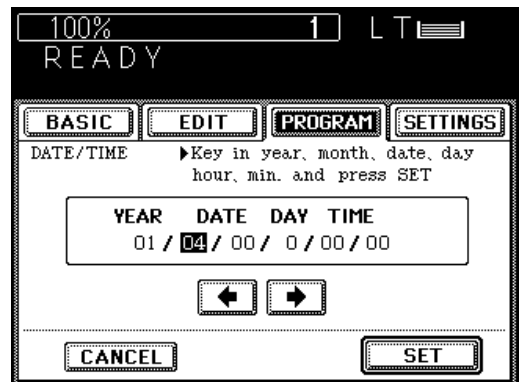 100% 1 LT
READY
BASIC EDIT PROGRAM SETTINGS
DATE/TIME ▶Key in year, month, date, day
hour, min. and press SET
YEAR DATE DAY TIME
01 / 04 / 00 / 0 / 00 / 00
CANCEL SET